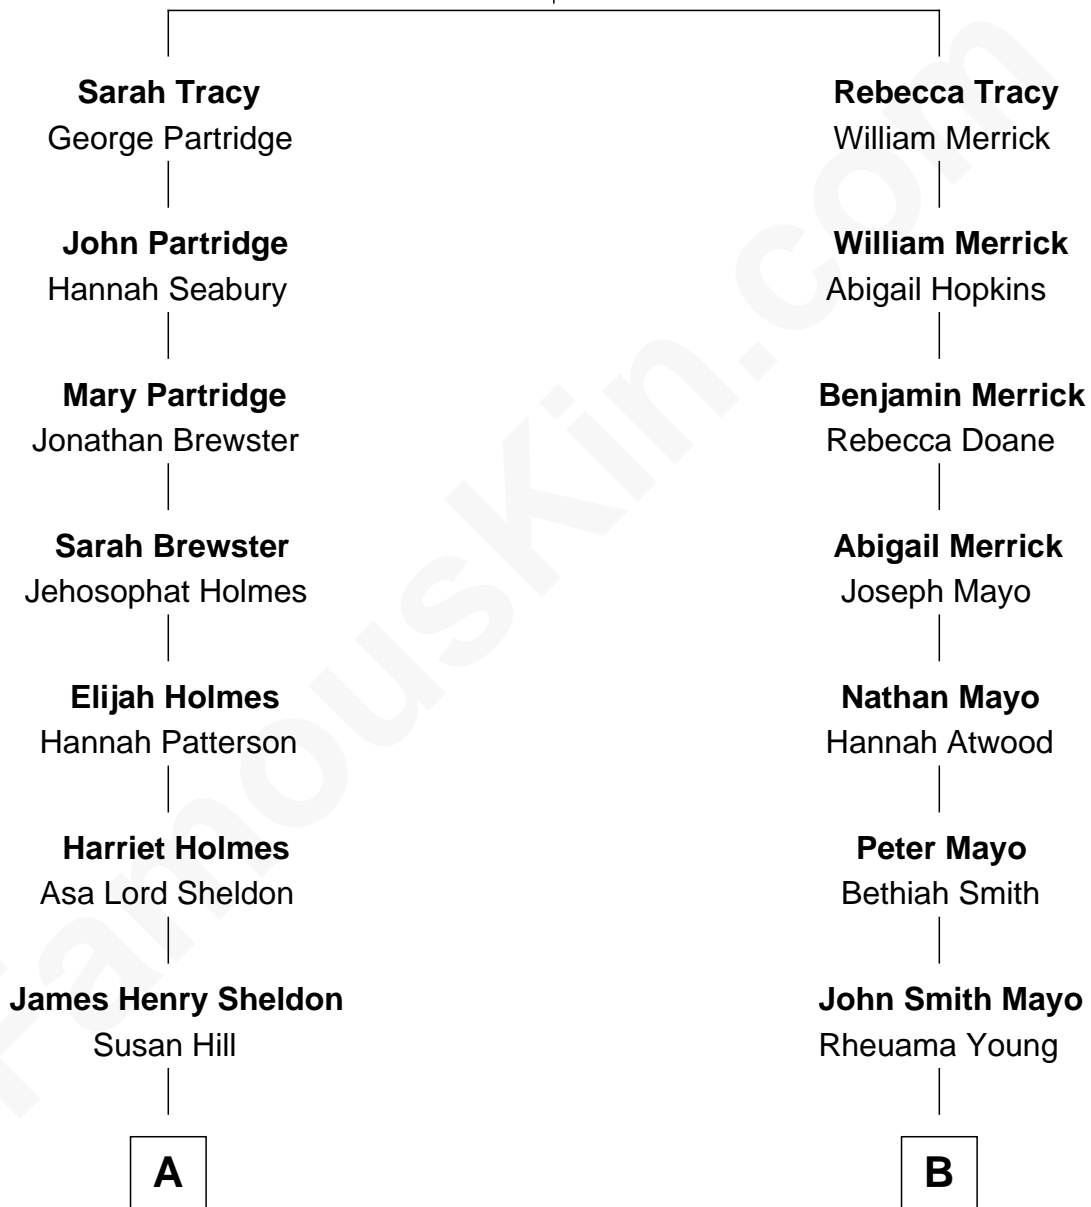 Sarah Tracy
George Partridge
John Partridge
Hannah Seabury
Mary Partridge
Jonathan Brewster
Sarah Brewster
Jehosophat Holmes
Elijah Holmes
Hannah Patterson
Harriet Holmes
Asa Lord Sheldon
James Henry Sheldon
Susan Hill
A
Rebecca Tracy
William Merrick
William Merrick
Abigail Hopkins
Benjamin Merrick
Rebecca Doane
Abigail Merrick
Joseph Mayo
Nathan Mayo
Hannah Atwood
Peter Mayo
Bethiah Smith
John Smith Mayo
Rheuama Young
B
FamousKin.com